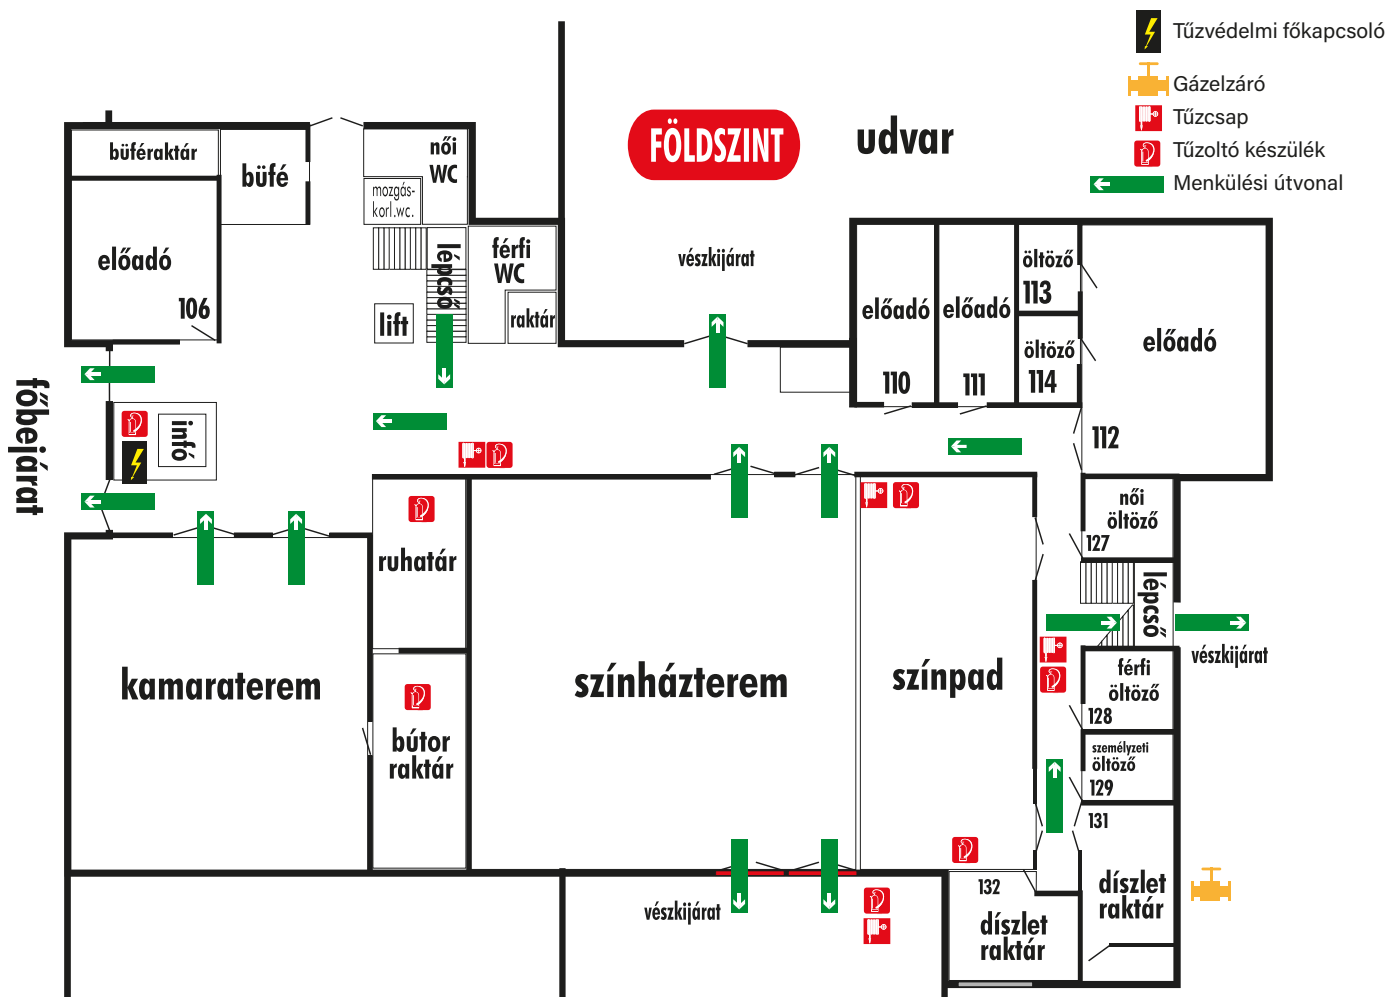 Tűzvédelmi főkapcsoló
Gázelzáró
Tűzcsap
Tűzoltó készülék
Menkülési útvonal
FÖLDSZINT
udvar
büféraktár
büfé
női
WC
mozgás-
korl.wc.
előadó
106
lépcső
férfi
WC
lift
raktár
vészkijárat
előadó
110
előadó
111
öltöző
113
öltöző
114
előadó
112
főbejárat
infó
ruhatár
női
öltöző
127
lépcső
vészkijárat
kamaraterem
színházterem
színpad
férfi
öltöző
128
bútor
raktár
személyzeti
öltöző
129
131
díszlet
raktár
132
díszlet
raktár
vészkijárat